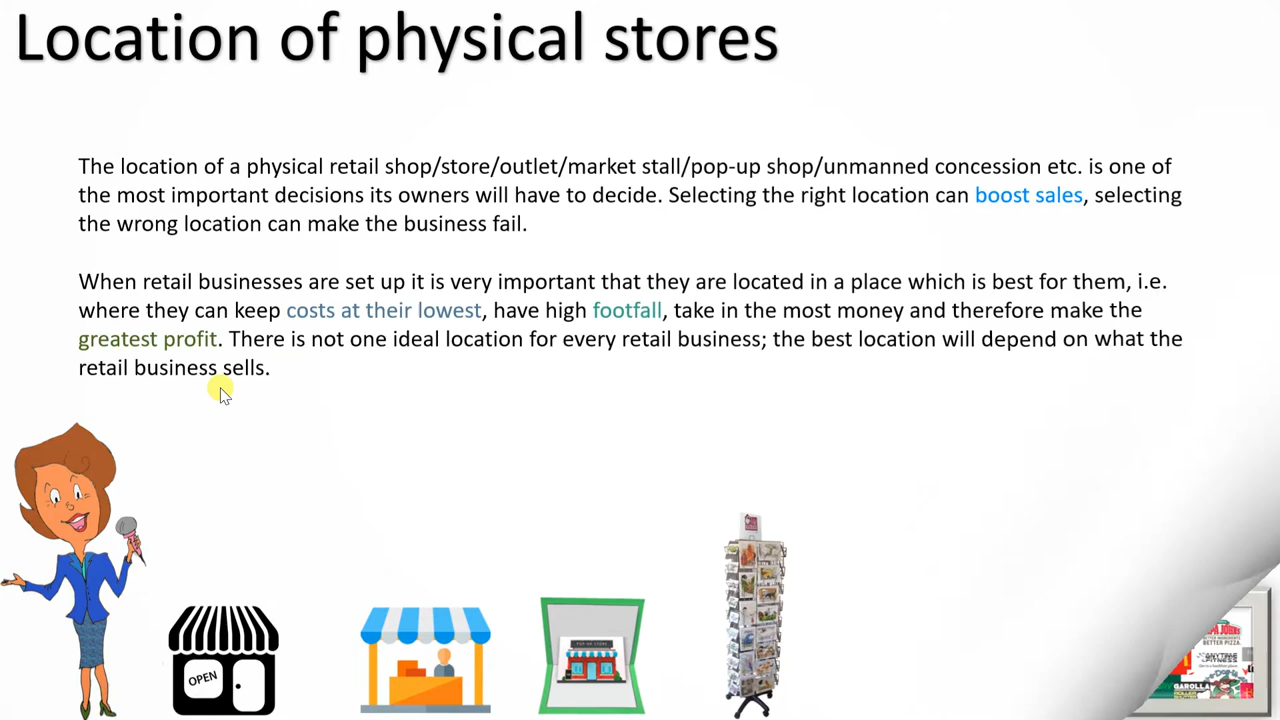 Location of physical stores
The location of a physical retail shop/store/outlet/market stall/pop-up shop/unmanned concession etc. is one of
the most important decisions its owners will have to decide. Selecting the right location can boost sales, selecting
the wrong location can make the business fail.
When retail businesses are set up it is very important that they are located in a place which is best for them, i.e.
where they can keep costs at their lowest, have high footfall, take in the most money and therefore make the
greatest profit. There is not one ideal location for every retail business; the best location will depend on what the
retail business sells.
OPEN
POP-UP STORE
BETTER PIZZA.
GAROLLA